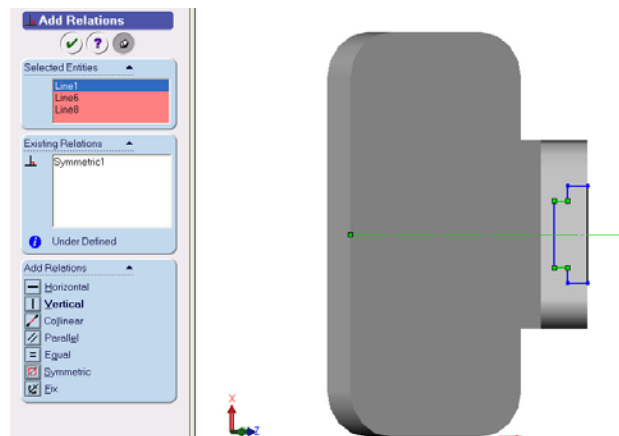 Add Relations
?
Selected Entities
Line1
Line6
Line8
Existing Relations
Symmetric1
i Under Defined
Add Relations
Horizontal
Vertical
Collinear
Parallel
= Equal
Symmetric
Fix
X
Z